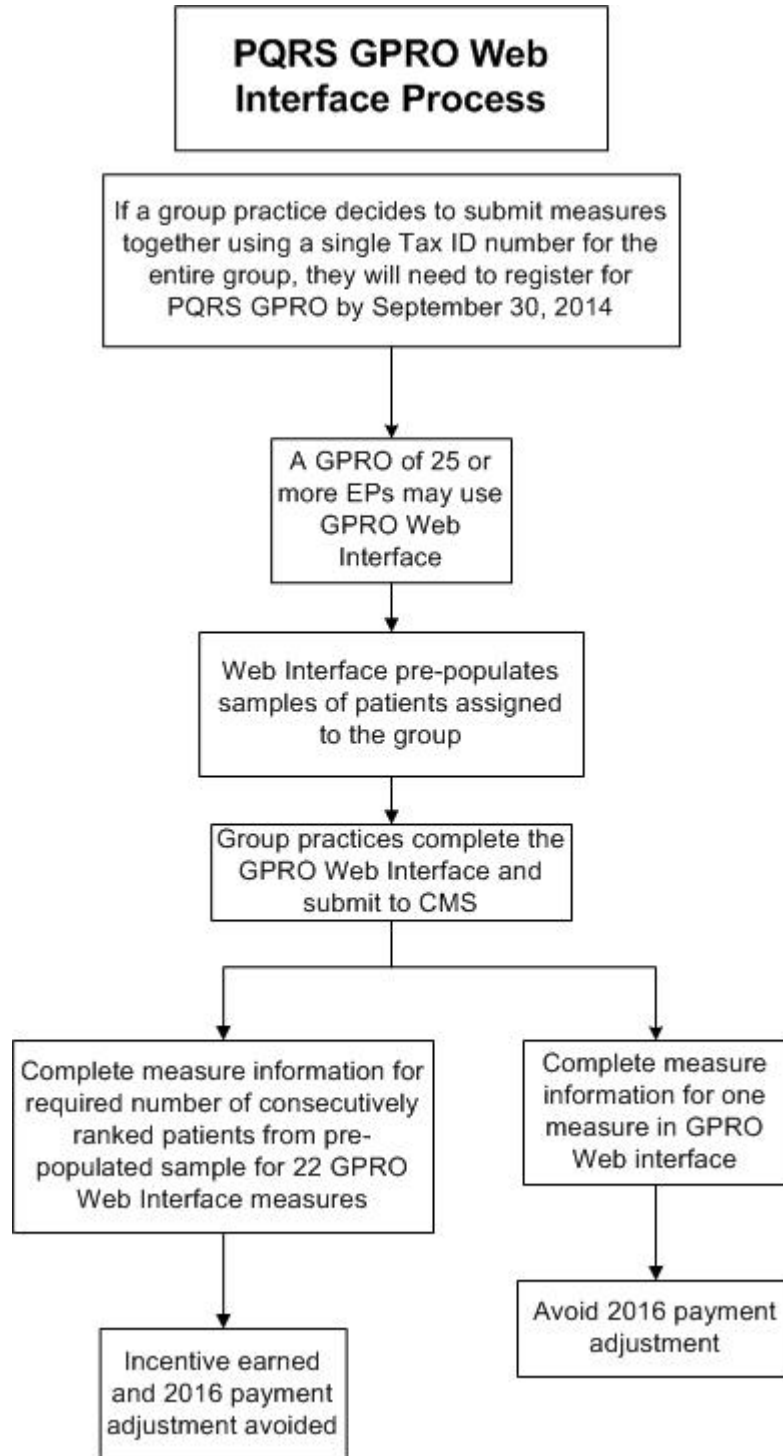 PQRS GPRO Web
Interface Process
If a group practice decides to submit measures
together using a single Tax ID number for the
entire group, they will need to register for
PQRS GPRO by September 30, 2014
A GPRO of 25 or
more EPs may use
GPRO Web
Interface
Web Interface pre-populates
samples of patients assigned
to the group
Group practices complete the
GPRO Web Interface and
submit to CMS
Complete measure information for
required number of consecutively
ranked patients from pre-
populated sample for 22 GPRO
Web Interface measures
Complete measure
information for one
measure in GPRO
Web interface
Incentive earned
and 2016 payment
adjustment avoided
Avoid 2016 payment
adjustment